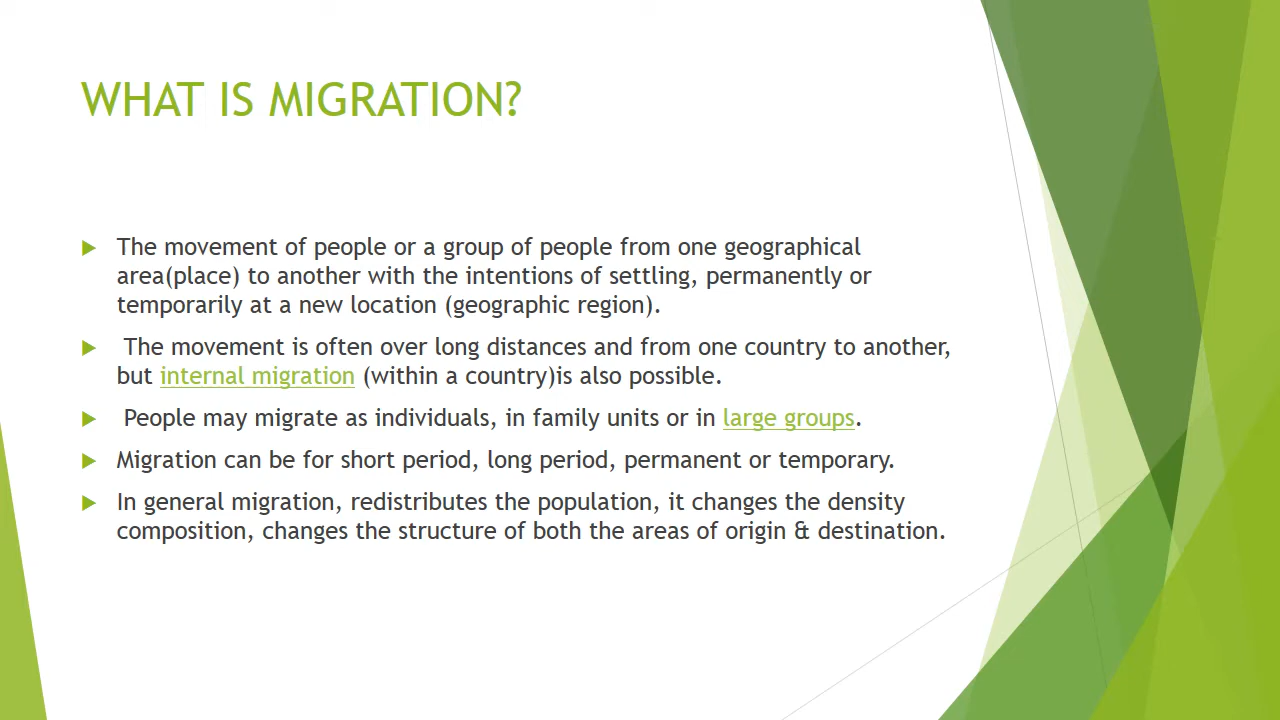 WHAT IS MIGRATION?
The movement of people or a group of people from one geographical
area(place) to another with the intentions of settling, permanently or
temporarily at a new location (geographic region).
The movement is often over long distances and from one country to another,
but internal migration (within a country)is also possible.
People may migrate as individuals, in family units or in large groups.
Migration can be for short period, long period, permanent or temporary.
In general migration, redistributes the population, it changes the density
composition, changes the structure of both the areas of origin & destination.